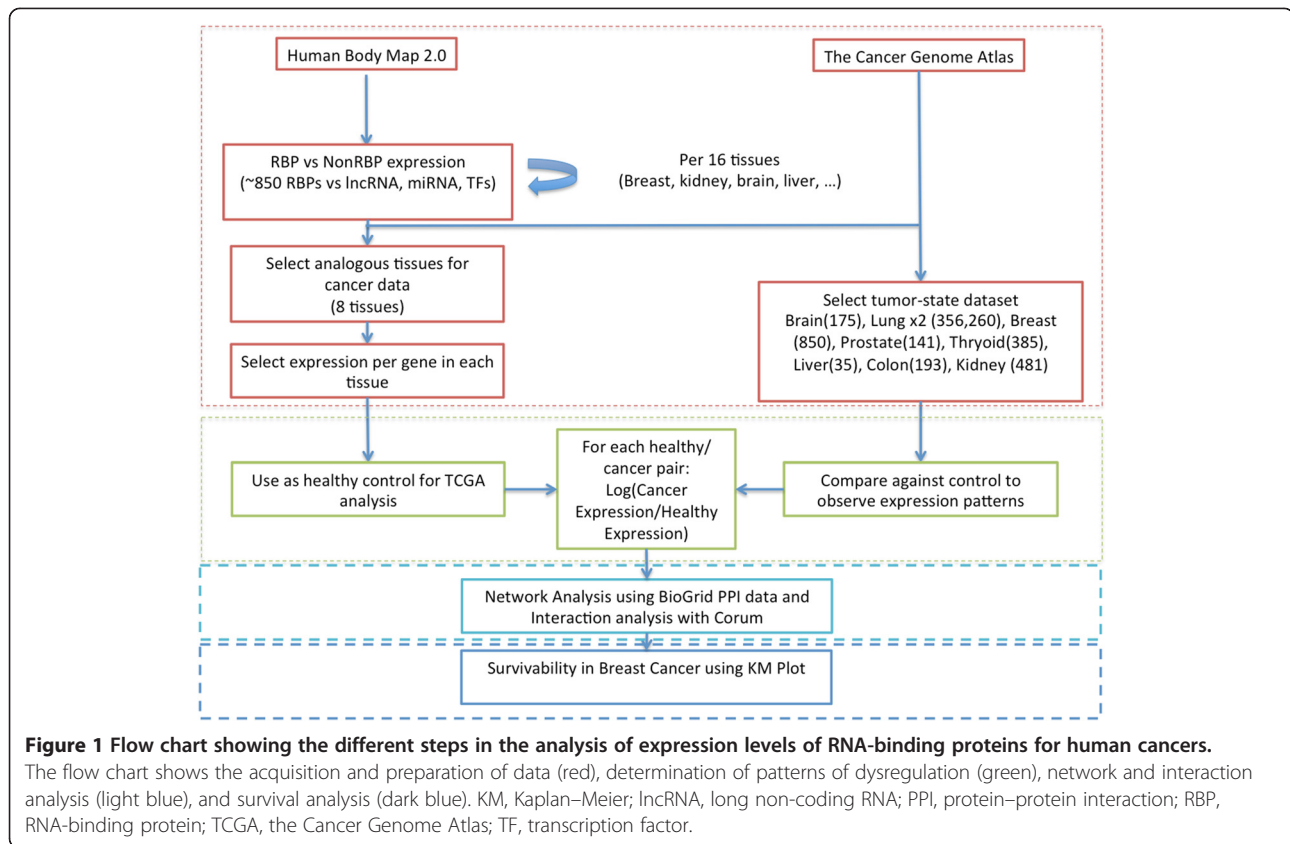 Human Body Map 2.0
The Cancer Genome Atlas
RBP vs NonRBP expression
(~850 RBPs vs lncRNA, miRNA, TFs)
Per 16 tissues
(Breast, kidney, brain, liver, ...)
Select analogous tissues for
cancer data
(8 tissues)
Select tumor-state dataset
Brain(175), Lung x2 (356,260), Breast
(850), Prostate(141), Thryoid(385),
Liver(35), Colon(193), Kidney (481)
Select expression per gene in each
tissue
Use as healthy control for TCGA
analysis
For each healthy/
cancer pair:
Log(Cancer
Expression/Healthy
Expression)
Compare against control to
observe expression patterns
Network Analysis using BioGrid PPI data and
Interaction analysis with Corum
Survivability in Breast Cancer using KM Plot
Figure 1 Flow chart showing the different steps in the analysis of expression levels of RNA-binding proteins for human cancers.
The flow chart shows the acquisition and preparation of data (red), determination of patterns of dysregulation (green), network and interaction
analysis (light blue), and survival analysis (dark blue). KM, Kaplan–Meier; lncRNA, long non-coding RNA; PPI, protein–protein interaction; RBP,
RNA-binding protein; TCGA, the Cancer Genome Atlas; TF, transcription factor.